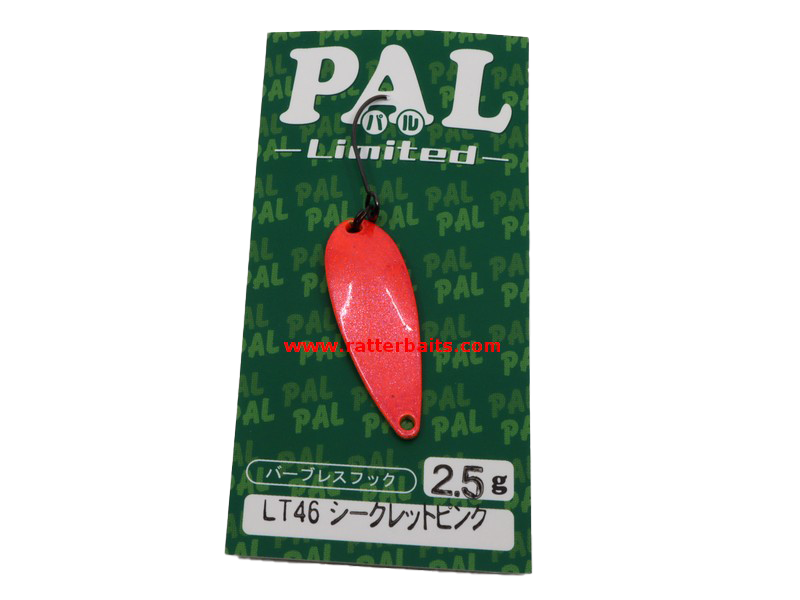 PAL
パル
Limited
www.ratterbaits.com
バーブレスフック 2.5g
LT46 シークレットピンク